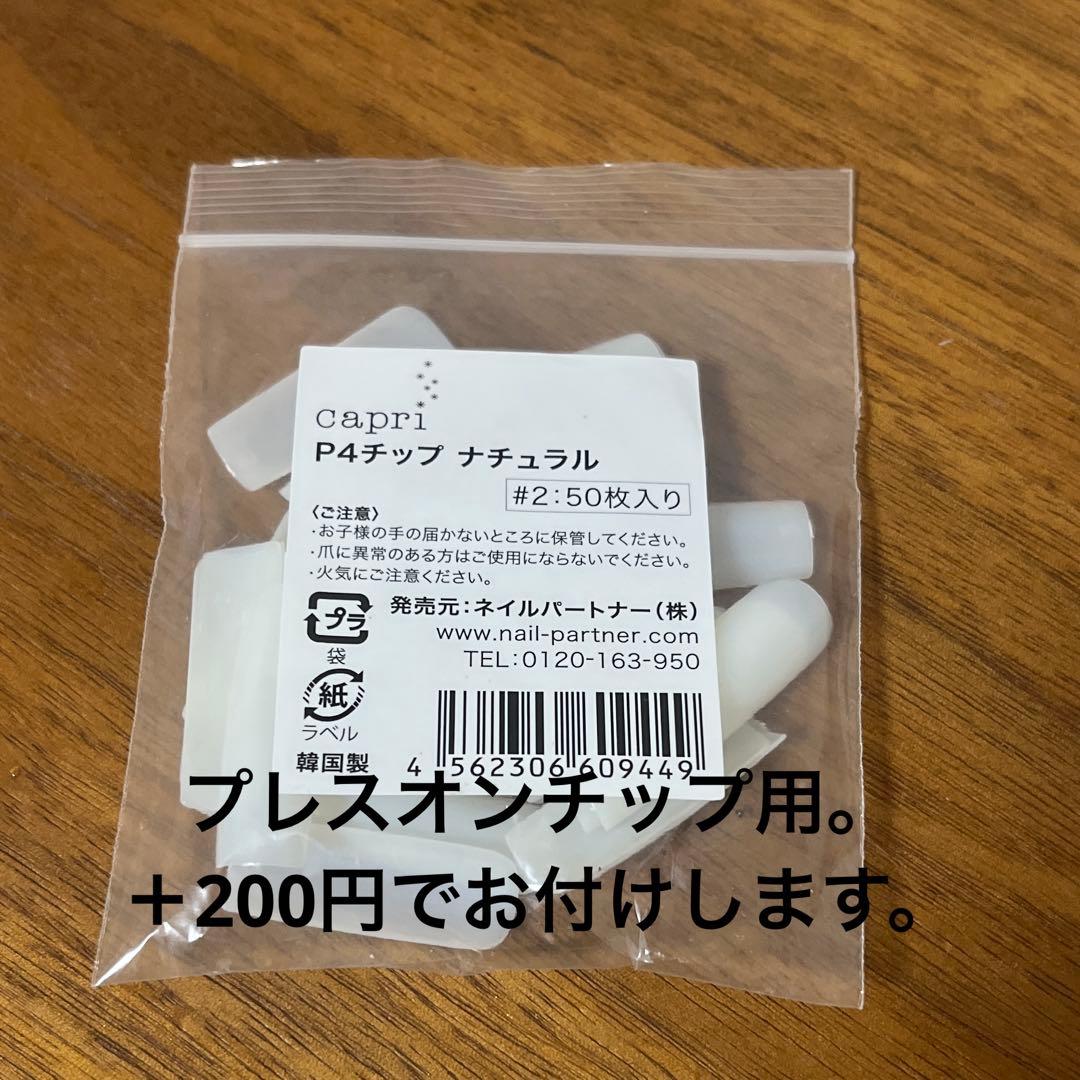 capri
P4チップ ナチュラル
#2:50枚入り
〈ご注意〉
・お子様の手の届かないところに保管してください。
・爪に異常のある方はご使用にならないでください。
・火気にご注意ください。
プラ
袋
紙
ラベル
韓国製
発売元:ネイルパートナー(株)
www.nail-partner.com
TEL:0120-163-950
4 562306 609449
プレスオンチップ用。
+200円でお付けします。